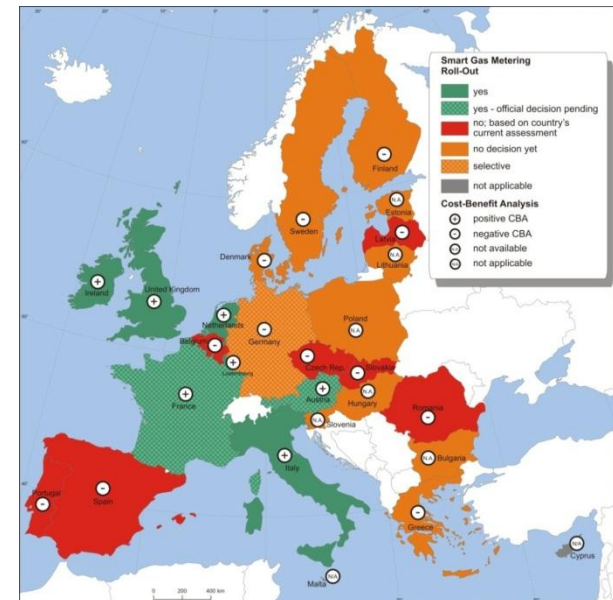 Smart Gas Metering
Roll-Out
yes
yes - official decision pending
no; based on country's
current assessment
no decision yet
selective
not applicable
Cost-Benefit Analysis
+ positive CBA
- negative CBA
N.A not available
N/A not applicable
Finland
-
N.A
Estonia
Sweden
-
Latvia
-
Lithuania
N.A
Denmark
-
Ireland
+
United Kingdom
+
Netherlands
+
Poland
N.A
Germany
-
Belgium
-
Luxemburg
+
Czech Rep.
-
Slovakia
-
France
+
Austria
+
Hungary
N.A
Slovenia
N.A
Romania
-
Italy
+
Bulgaria
N.A
Portugal
-
Spain
-
Greece
-
Cyprus
N/A
Malta
N/A
0 200 400 km